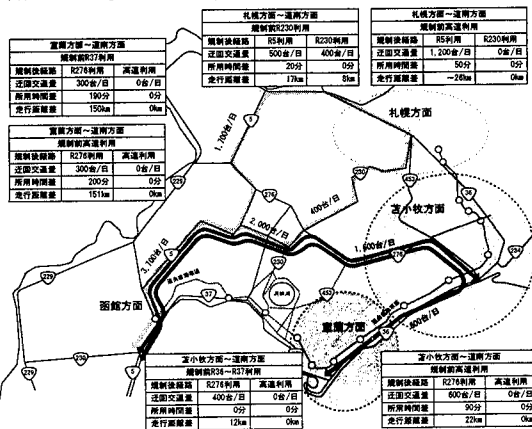 札幌方面～道南方面
規制前R230利用
規制後経路 R5利用 R230利用
迂回交通量 500台/日 400台/日
所用時間差 20分 0分
走行距離差 17km 8km
札幌方面～道南方面
規制前高速利用
規制後経路 R5利用 R230利用
迂回交通量 1,200台/日 0台/日
所用時間差 50分 0分
走行距離差 ～26km 0km
室蘭方面～道南方面
規制前R37利用
規制後経路 R276利用 高速利用
迂回交通量 300台/日 0台/日
所用時間差 190分 0分
走行距離差 150km 0km
室蘭方面～道南方面
規制前高速利用
規制後経路 R276利用 高速利用
迂回交通量 300台/日 0台/日
所用時間差 200分 0分
走行距離差 151km 0km
5
1,700台/日
札幌方面
229
276
230
400台/日
453
36
苫小牧方面
2,000台/日
3,700台/日
5
1,600台/日
276
234
229
37
230
453
函館方面
室蘭方面
36
229
230
5
苫小牧方面～道南方面
規制前R36～R37利用
規制後経路 R276利用 高速利用
迂回交通量 400台/日 0台/日
所用時間差 0分 0分
走行距離差 12km 0km
苫小牧方面～道南方面
規制前高速利用
規制後経路 R276利用 高速利用
迂回交通量 600台/日 0台/日
所用時間差 90分 0分
走行距離差 22km 0km